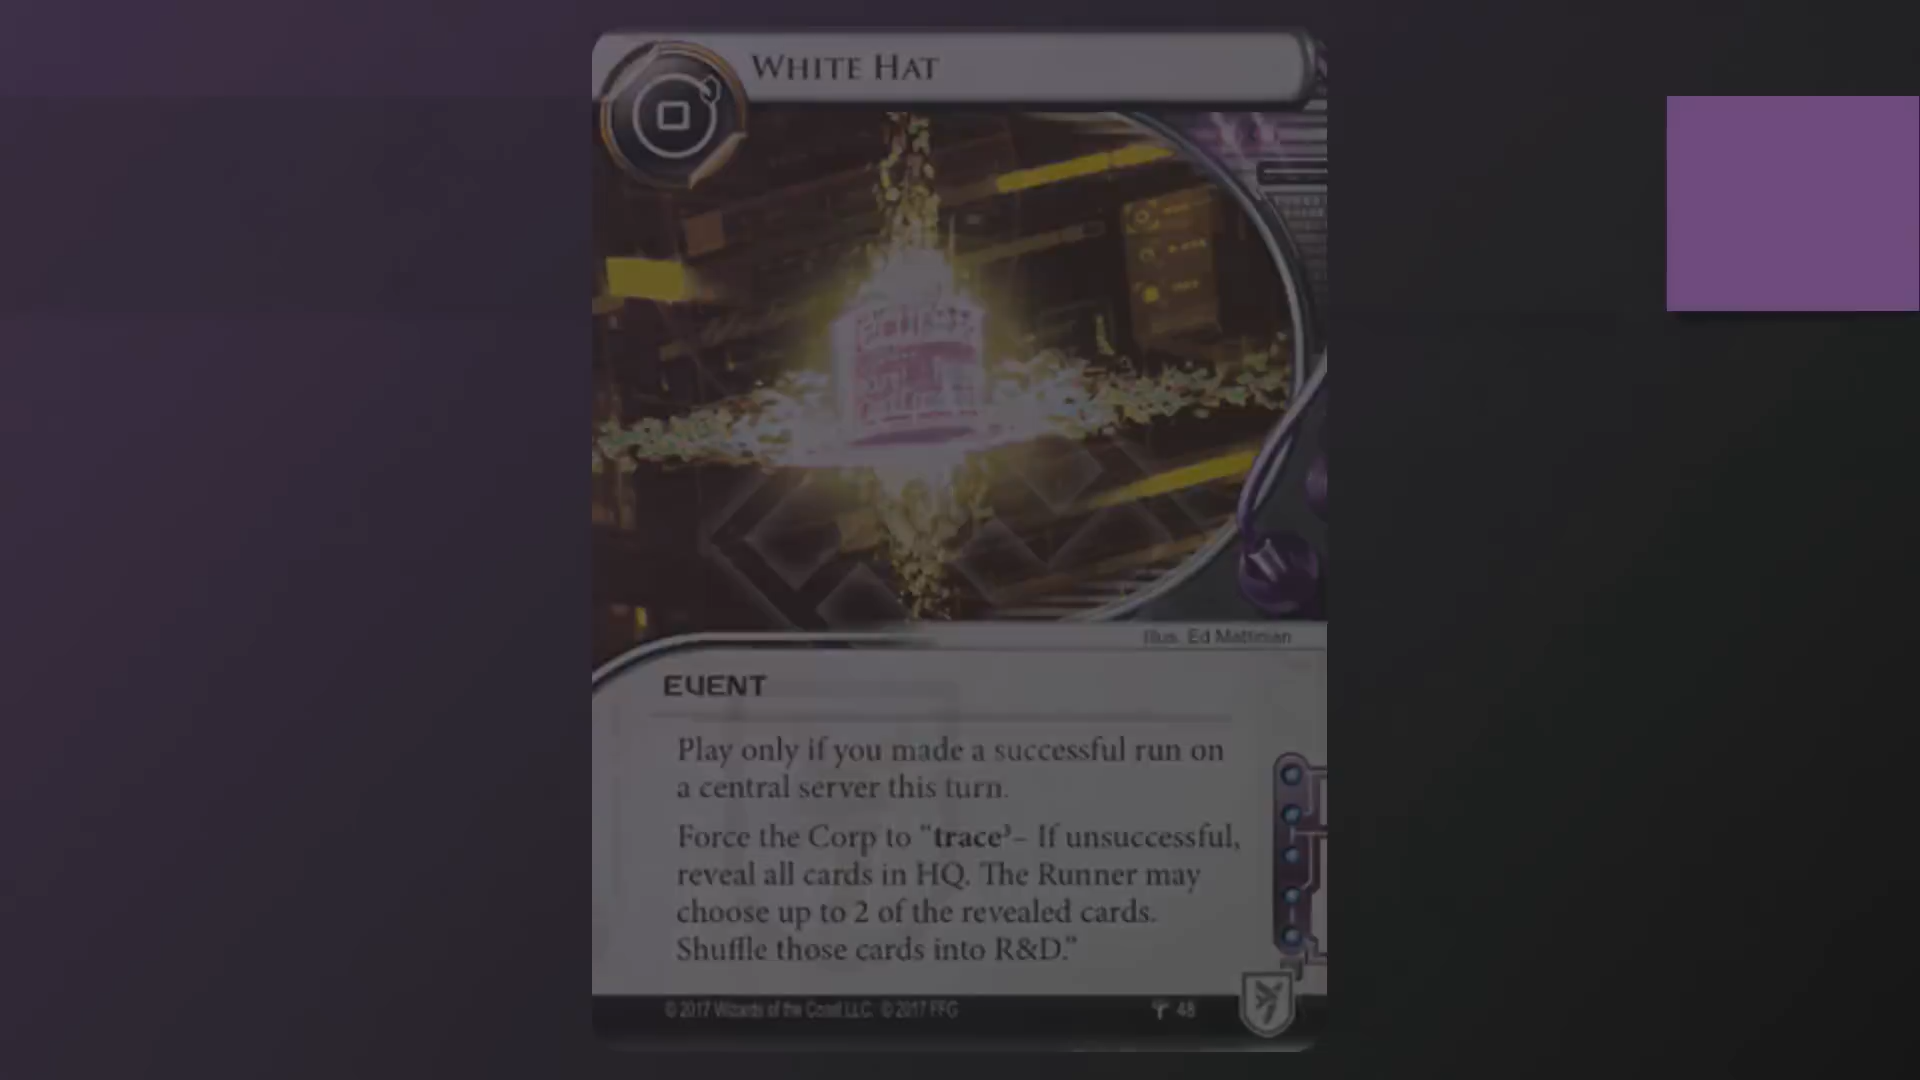 WHITE HAT
Illus. Ed Mattinian
EVENT
Play only if you made a successful run on
a central server this turn.
Force the Corp to “trace³– If unsuccessful,
reveal all cards in HQ. The Runner may
choose up to 2 of the revealed cards.
Shuffle those cards into R&D.”
© 2017 Wizards of the Coast LLC. © 2017 FFG
48